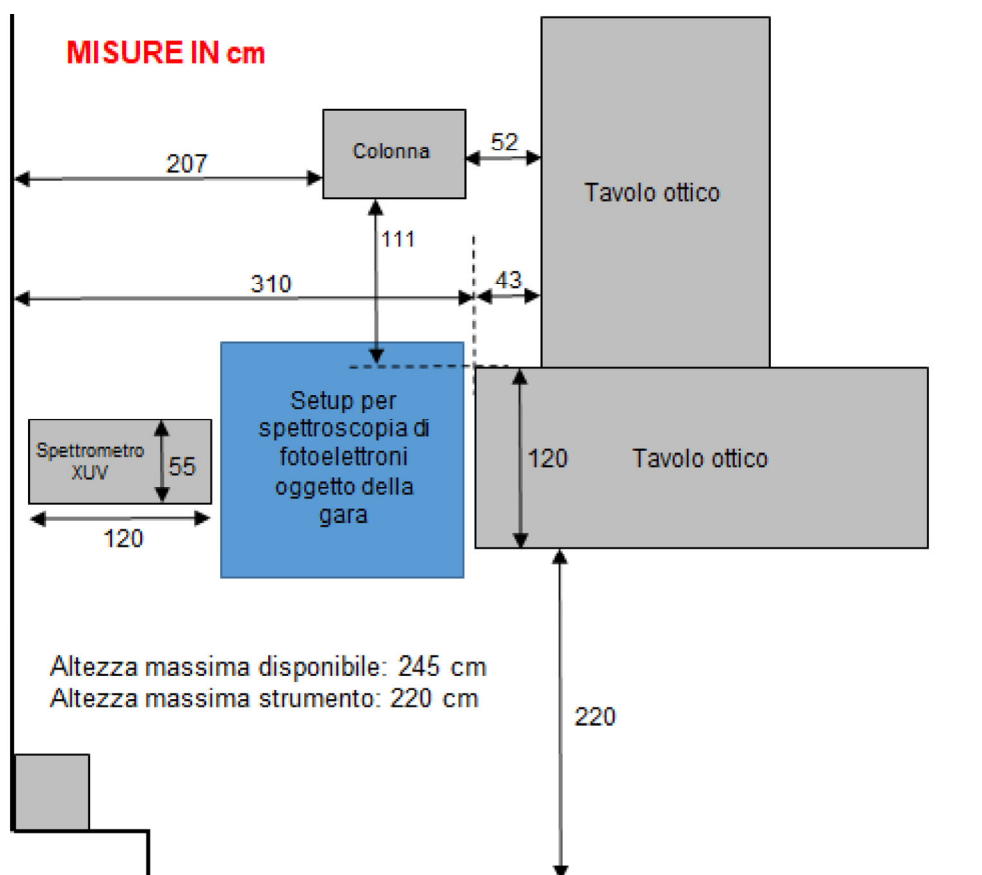 MISURE IN cm
Colonna
52
207
Tavolo ottico
111
310
43
Setup per
spettroscopia di
fotoelettroni
oggetto della
gara
Spettrometro
XUV
55
120
120
Tavolo ottico
Altezza massima disponibile: 245 cm
Altezza massima strumento: 220 cm
220